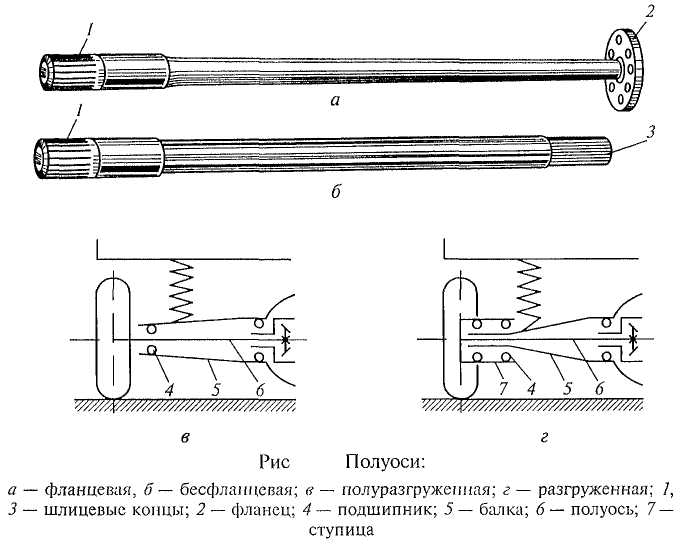 1
2
а
1
3
б
4 5 6
7 4 5 6
в г
Рис Полуоси:
а — фланцевая, б — бесфланцевая; в — полуразгруженная; г — разгруженная; 1,
3 — шлицевые концы; 2 — фланец; 4 — подшипник; 5 — балка; 6 — полуось; 7 —
ступица